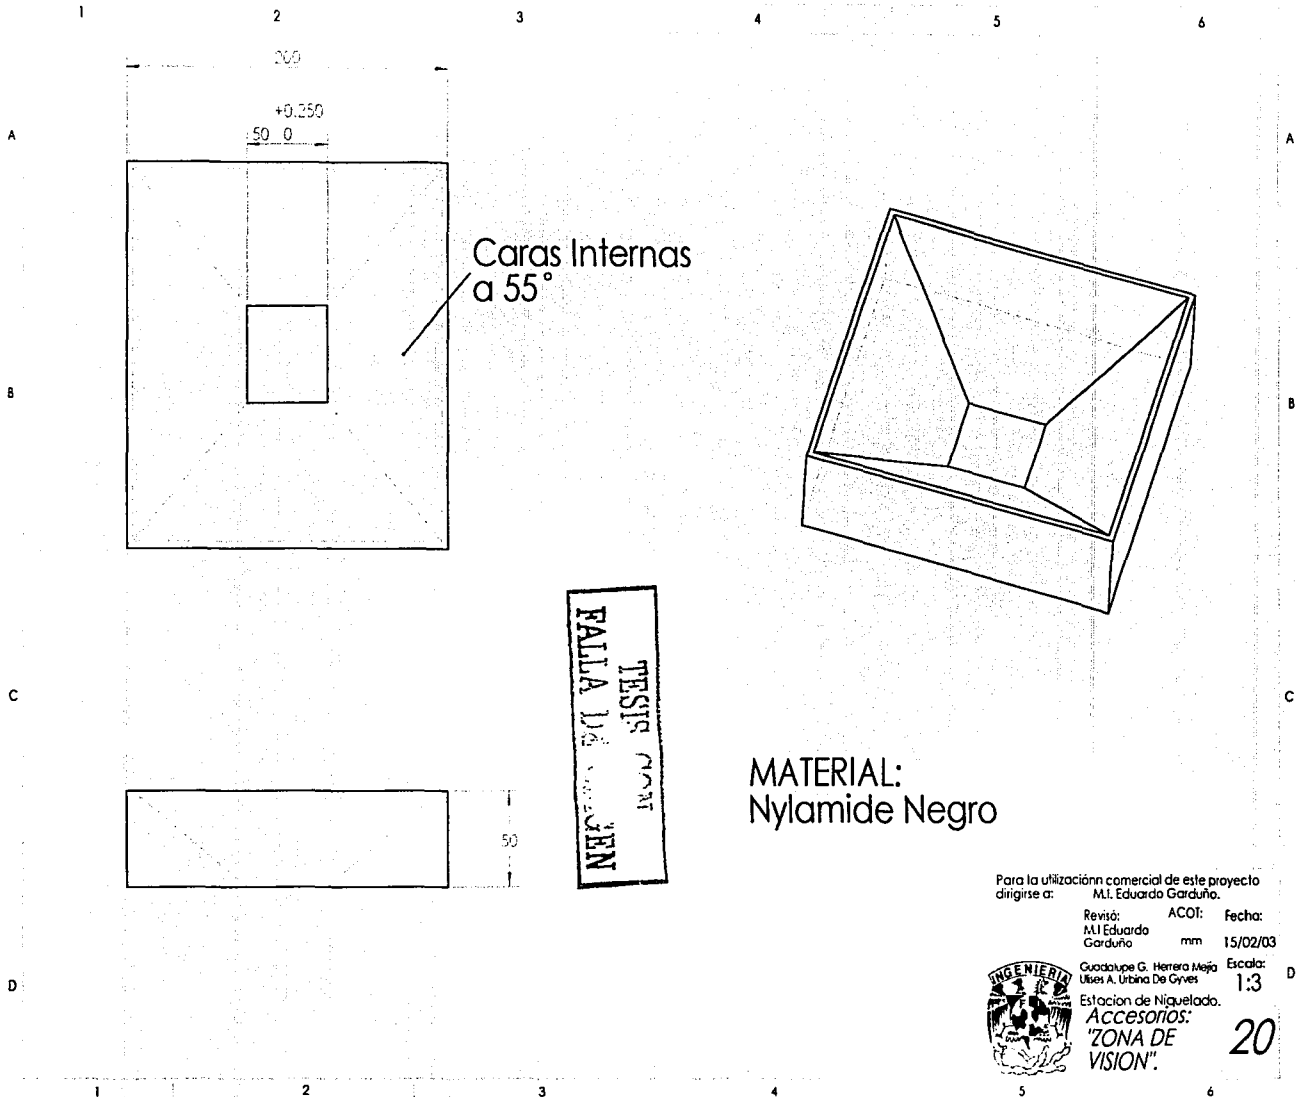 1 2 3 4 5 6
200
+0.250
50 0
A A
Caras Internas
a 55°
B B
TESIS CON
FALLA DE
C C
50
MATERIAL:
Nylamide Negro
Para la utilizaciónn comercial de este proyecto
dirigirse a: M.I. Eduardo Garduño.
Revisó: ACOT: Fecha:
M.I Eduardo
Garduño mm 15/02/03
Guadalupe G. Herrera Mejía Escala:
Ulises A. Urbina De Gyves 1:3
D D
INGENIERIA
Estacion de Niquelado.
Accesorios:
"ZONA DE
VISION".
20
1 2 3 4 5 6